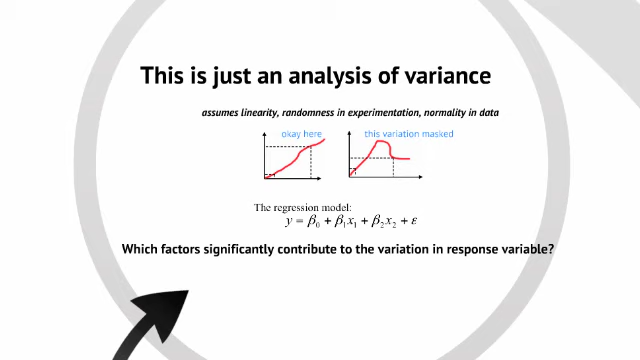 This is just an analysis of variance
assumes linearity, randomness in experimentation, normality in data
okay here
this variation masked
The regression model:
y = β₀ + β₁x₁ + β₂x₂ + ε
Which factors significantly contribute to the variation in response variable?